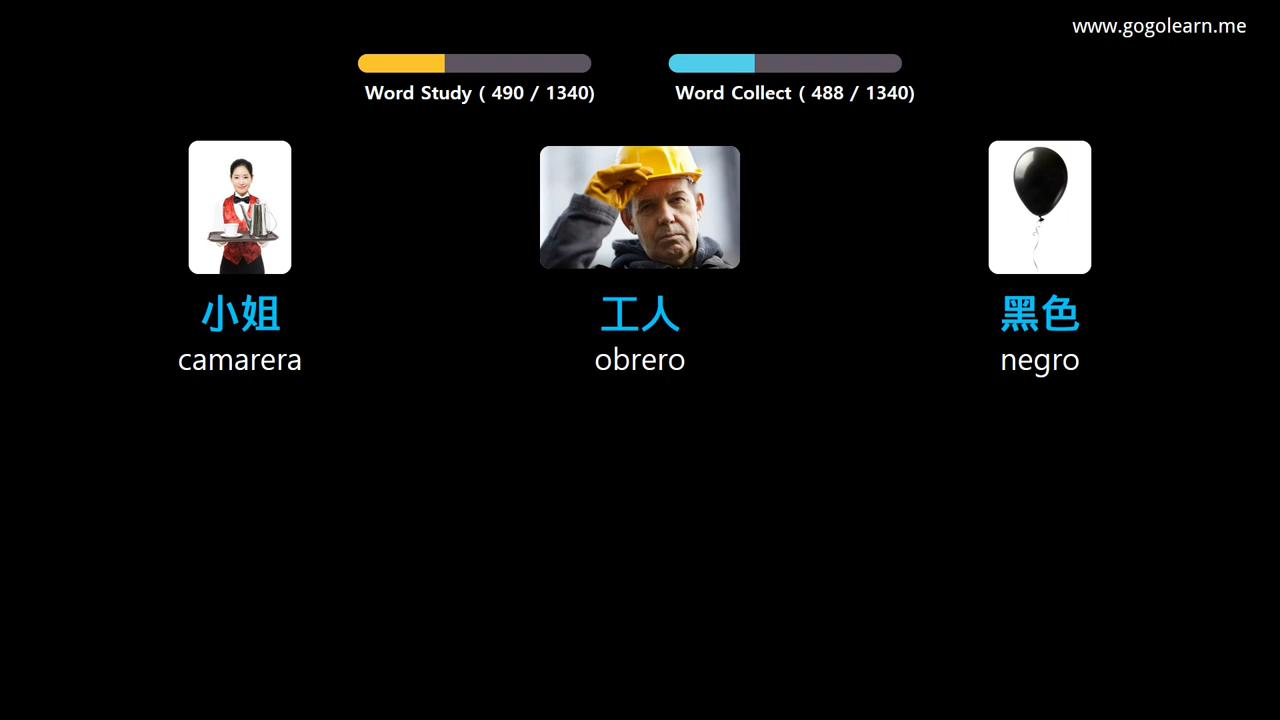 www.gogolearn.me
Word Study ( 490 / 1340)
Word Collect ( 488 / 1340)
小姐
工人
黑色
camarera
obrero
negro